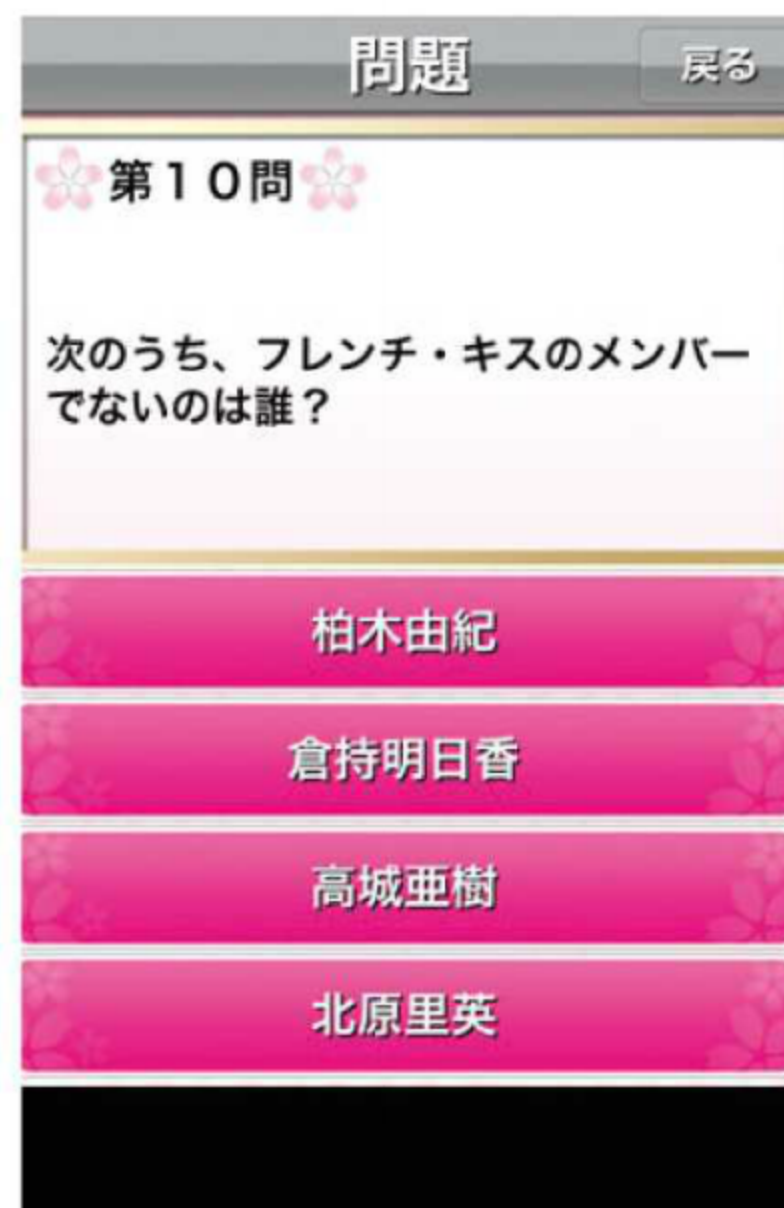 問題
戻る
第１０問
次のうち、フレンチ・キスのメンバー
でないのは誰？
柏木由紀
倉持明日香
高城亜樹
北原里英